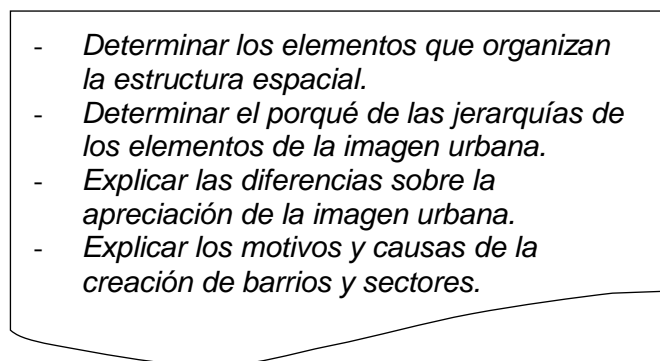 - Determinar los elementos que organizan
la estructura espacial.
- Determinar el porqué de las jerarquías de
los elementos de la imagen urbana.
- Explicar las diferencias sobre la
apreciación de la imagen urbana.
- Explicar los motivos y causas de la
creación de barrios y sectores.